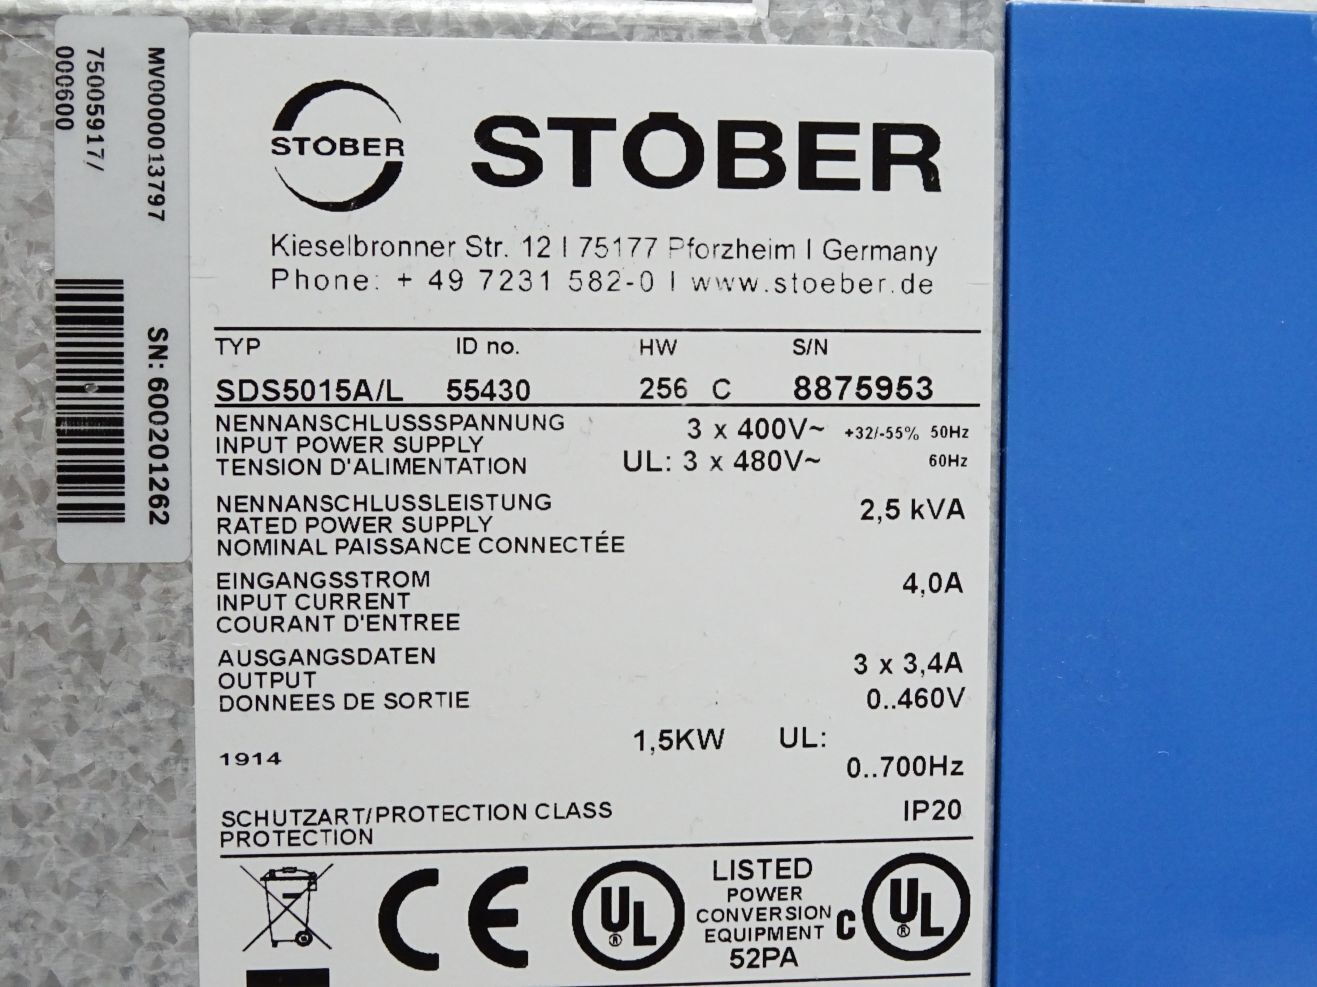 MV0000013797
75005917/
000600
SN: 6002201262
STÖBER
STÖBER
Kieselbronner Str. 12 | 75177 Pforzheim | Germany
Phone: + 49 7231 582-0 | www.stoeber.de
TYP ID no. HW S/N
SDS5015A/L 55430 256 C 8875953
NENNANSCHLUSSSPANNUNG 3 x 400V~ +32/-55% 50Hz
INPUT POWER SUPPLY
TENSION D'ALIMENTATION UL: 3 x 480V~ 60Hz
NENNANSCHLUSSLEISTUNG 2,5 kVA
RATED POWER SUPPLY
NOMINAL PAISSANCE CONNECTÉE
EINGANGSSTROM 4,0A
INPUT CURRENT
COURANT D'ENTREE
AUSGANGSDATEN 3 x 3,4A
OUTPUT
DONNEES DE SORTIE 0..460V
1,5KW UL:
1914 0..700Hz
SCHUTZART/PROTECTION CLASS IP20
PROTECTION
CE
UL ®
LISTED
POWER
CONVERSION
EQUIPMENT
52PA
C UL ®